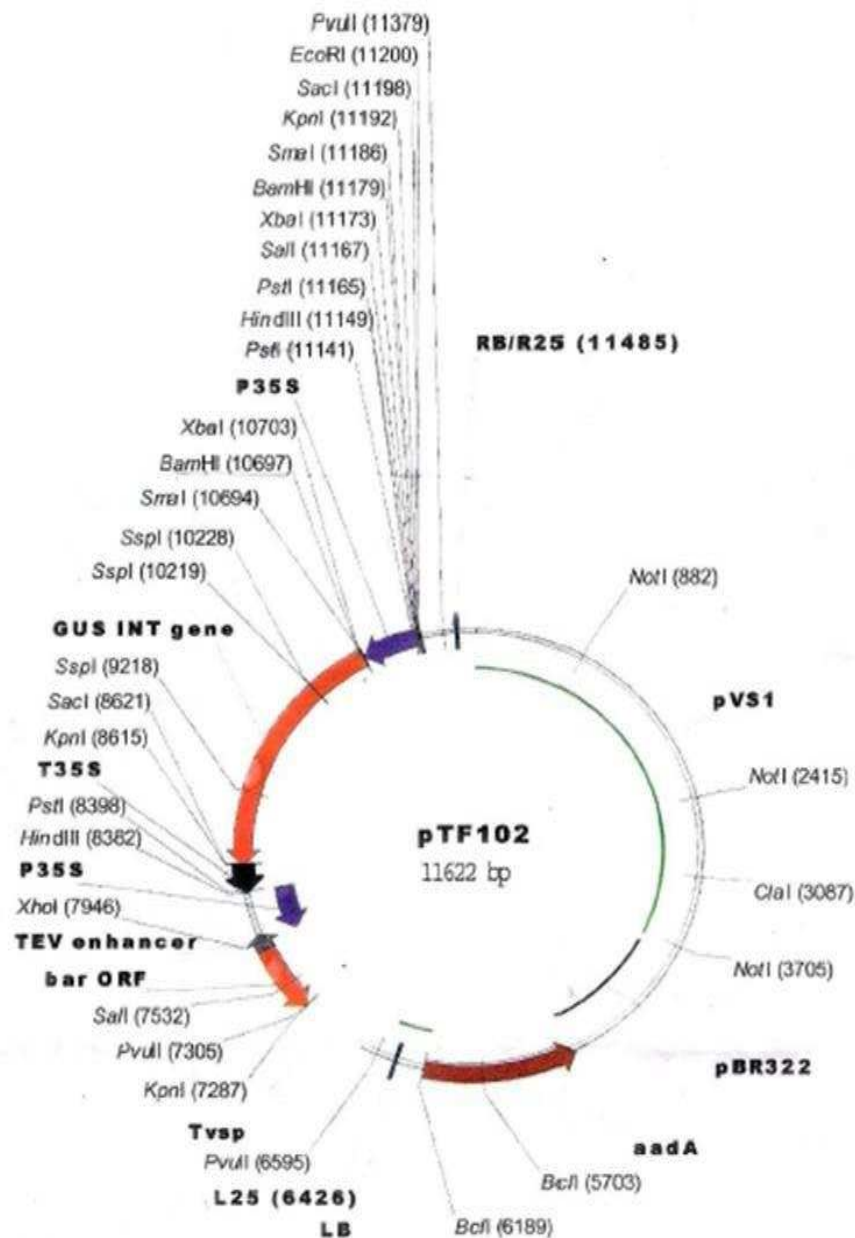 PvuII (11379)
EcoRI (11200)
SacI (11198)
KpnI (11192)
SmaI (11186)
BamHI (11179)
XbaI (11173)
SalI (11167)
PstI (11165)
HindIII (11149)
PstI (11141)
RB/R25 (11485)
P35S
XbaI (10703)
BamHI (10697)
SmaI (10694)
SspI (10228)
SspI (10219)
NotI (882)
GUS INT gene
SspI (9218)
SacI (8621)
pVS1
KpnI (8615)
T35S
NotI (2415)
PstI (8398)
HindIII (8382)
pTF102
P35S
11622 bp
ClaI (3087)
XhoI (7946)
TEV enhancer
NotI (3705)
bar ORF
SalI (7532)
PvuII (7305)
pBR322
KpnI (7287)
Tvsp
aadA
PvuII (6595)
BclI (5703)
L25 (6426)
LB
BclI (6189)